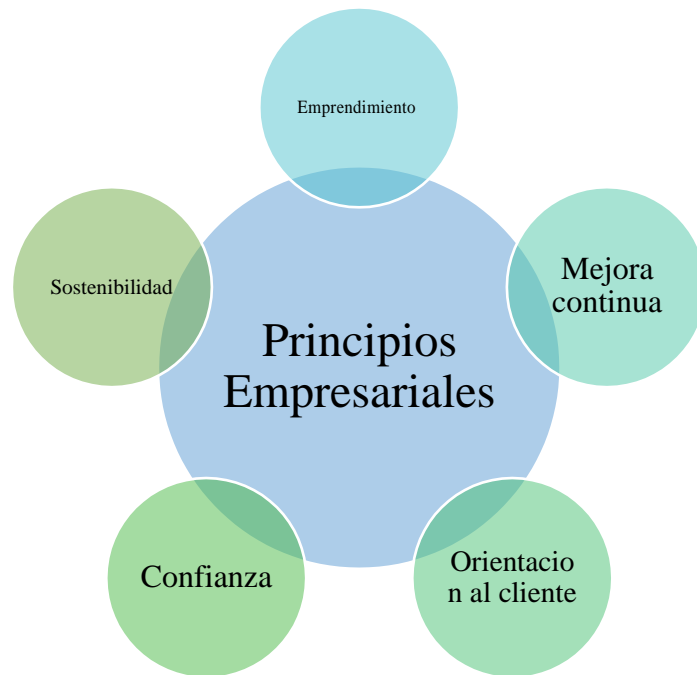 Emprendimiento
Mejora
continua
Orientacio
n al cliente
Confianza
Sostenibilidad
Principios
Empresariales